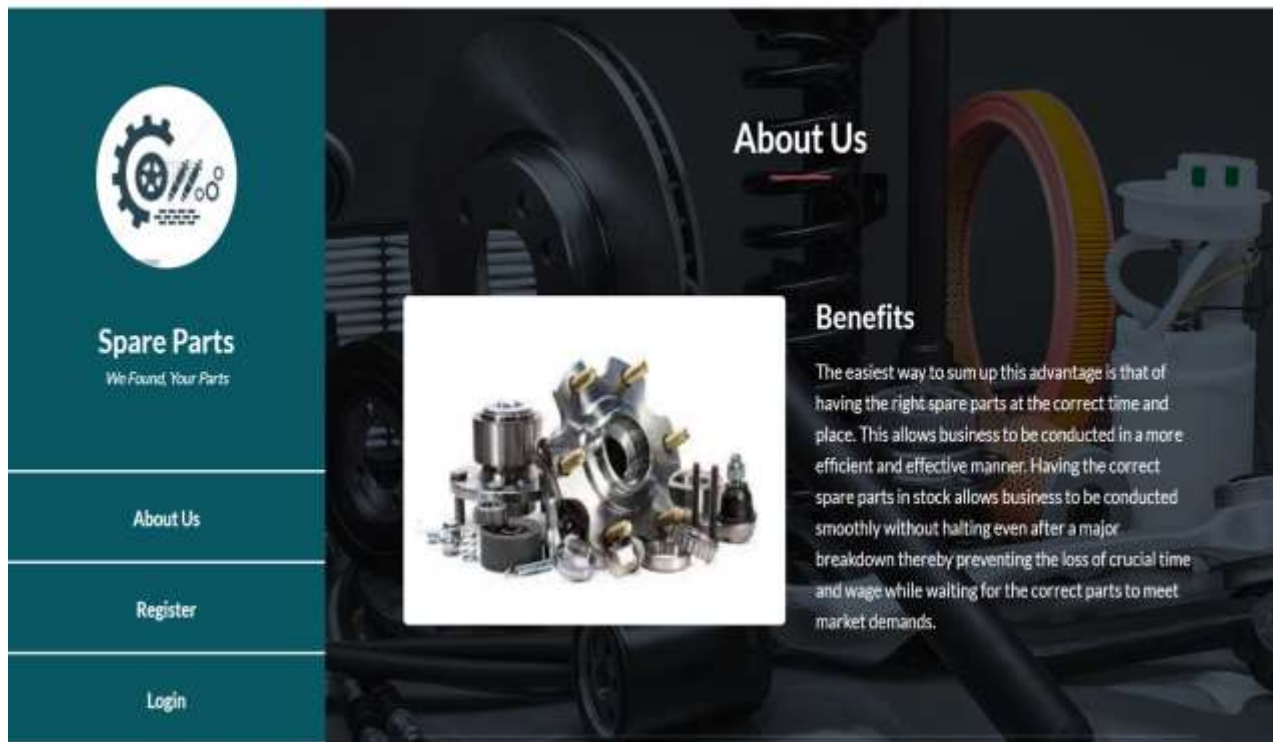 Spare Parts
We Found, Your Parts
About Us
Register
Login
About Us
Benefits
The easiest way to sum up this advantage is that of
having the right spare parts at the correct time and
place. This allows business to be conducted in a more
efficient and effective manner. Having the correct
spare parts in stock allows business to be conducted
smoothly without halting even after a major
breakdown thereby preventing the loss of crucial time
and wage while waiting for the correct parts to meet
market demands.